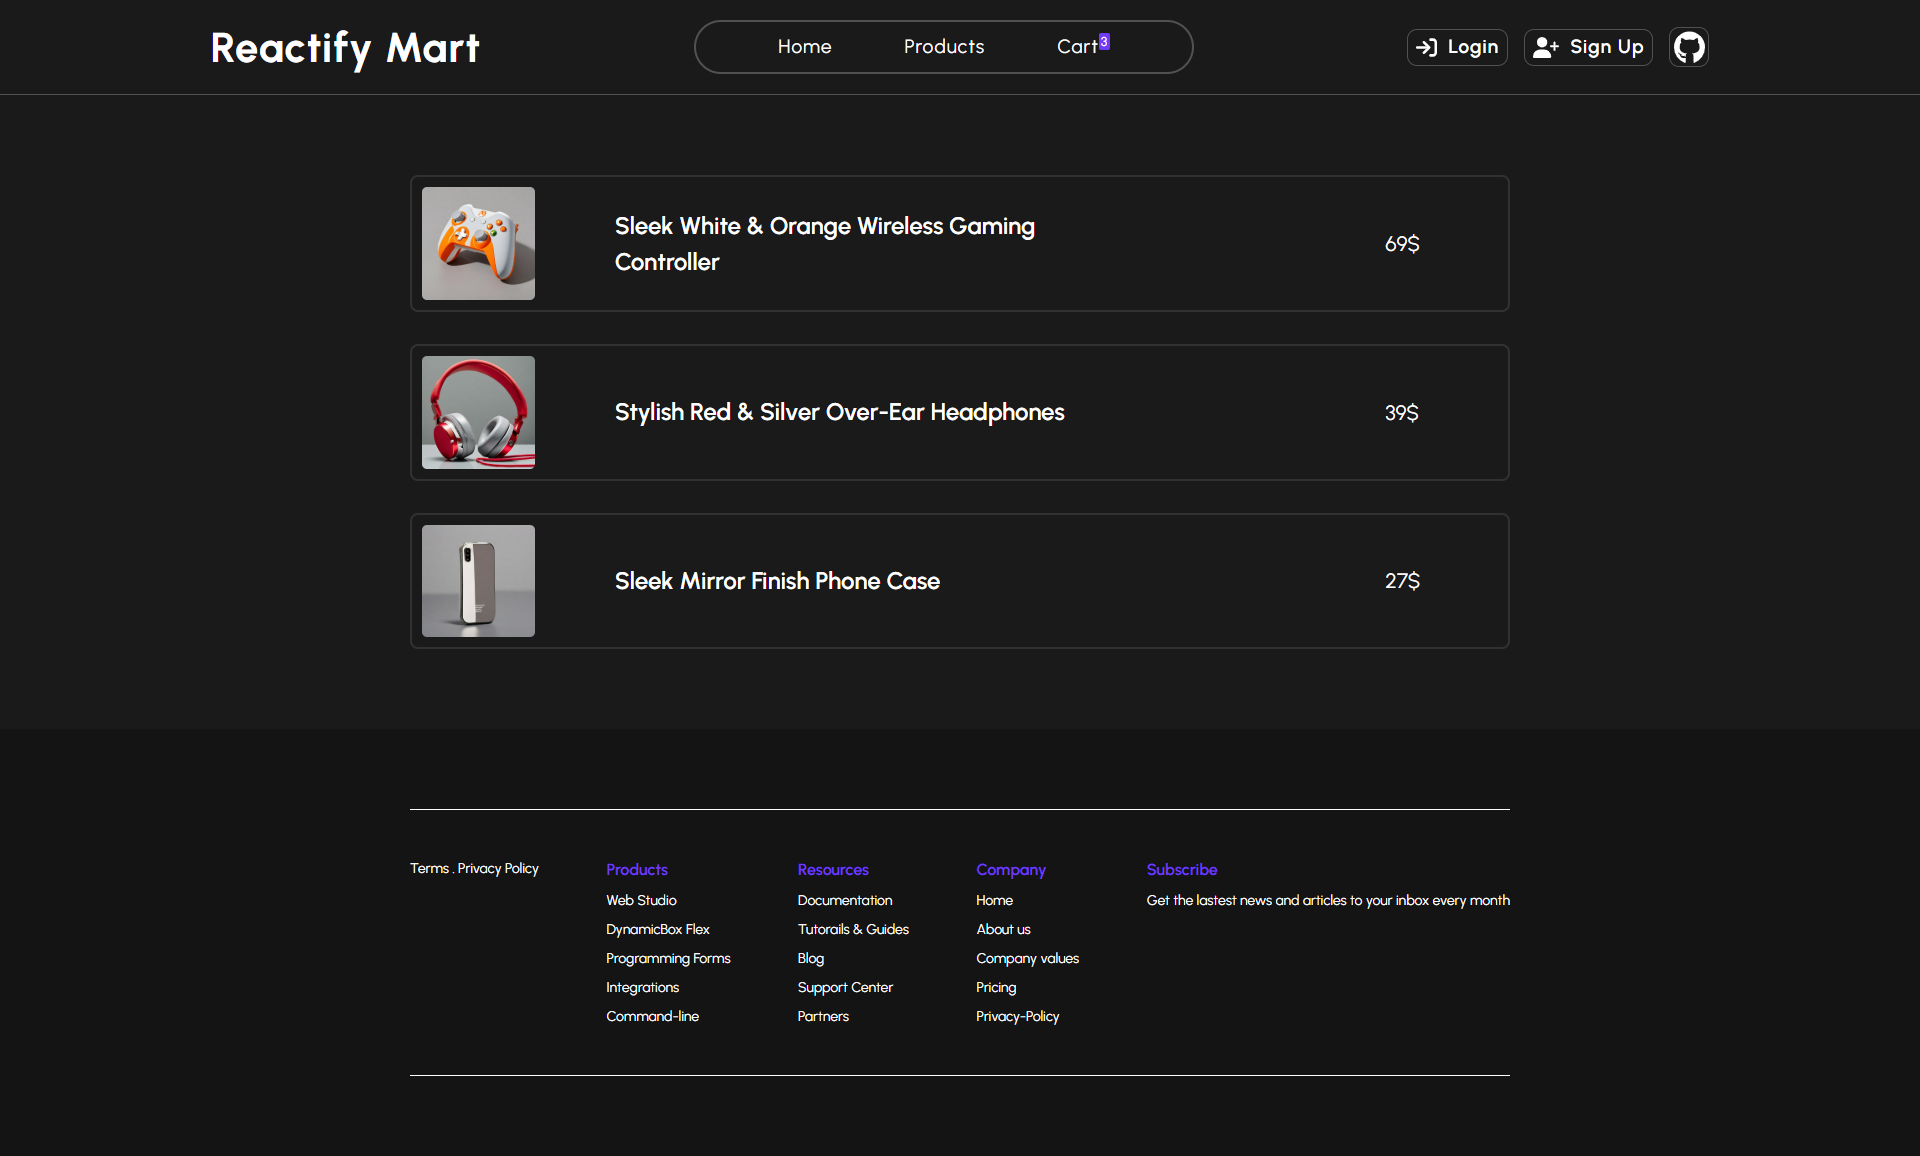 Reactify Mart
Home
Products
Cart 3
Login
Sign Up
Sleek White & Orange Wireless Gaming
Controller
69$
Stylish Red & Silver Over-Ear Headphones
39$
Sleek Mirror Finish Phone Case
27$
Terms . Privacy Policy
Products
Web Studio
DynamicBox Flex
Programming Forms
Integrations
Command-line
Resources
Documentation
Tutorails & Guides
Blog
Support Center
Partners
Company
Home
About us
Company values
Pricing
Privacy-Policy
Subscribe
Get the lastest news and articles to your inbox every month